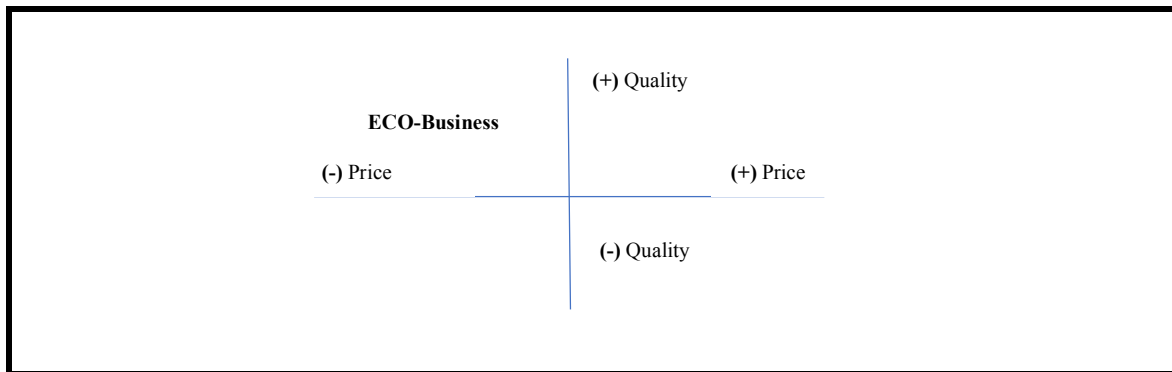 (+) Quality
ECO-Business
(-) Price
(+) Price
(-) Quality